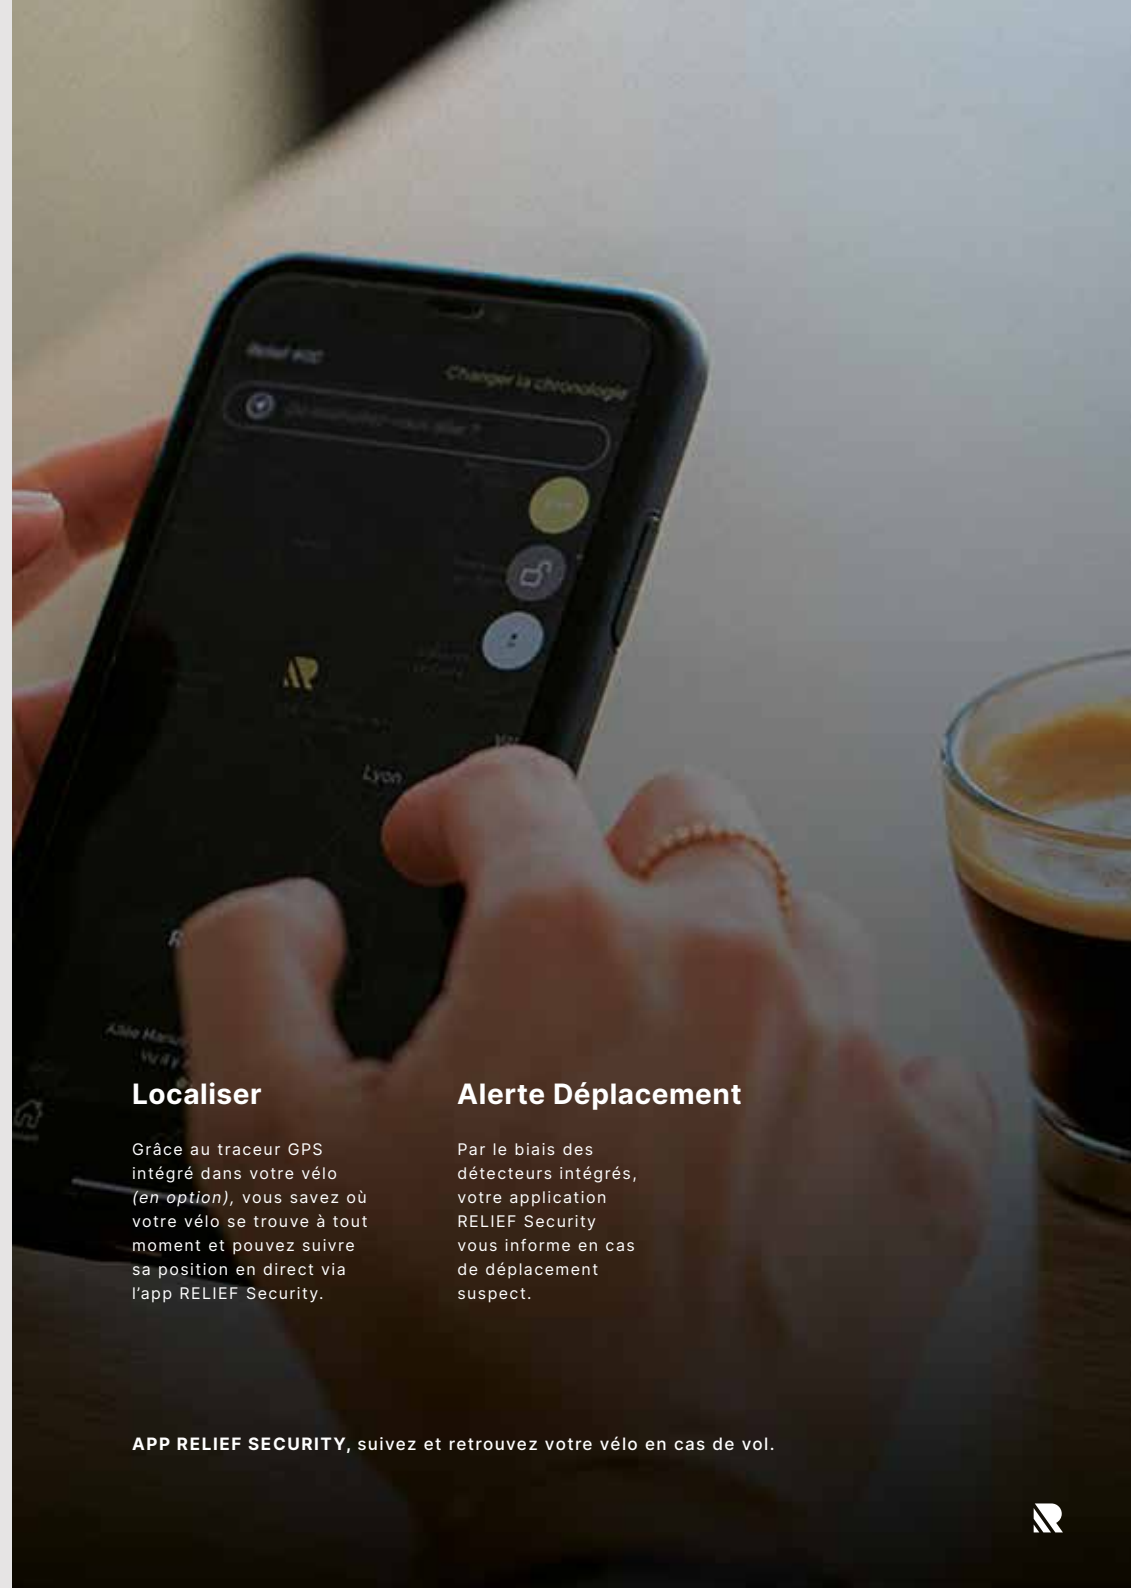 Changer la chronologie
Lyon
Localiser
Grâce au traceur GPS
intégré dans votre vélo
(en option), vous savez où
votre vélo se trouve à tout
moment et pouvez suivre
sa position en direct via
l’app RELIEF Security.
Alerte Déplacement
Par le biais des
détecteurs intégrés,
votre application
RELIEF Security
vous informe en cas
de déplacement
suspect.
APP RELIEF SECURITY, suivez et retrouvez votre vélo en cas de vol.